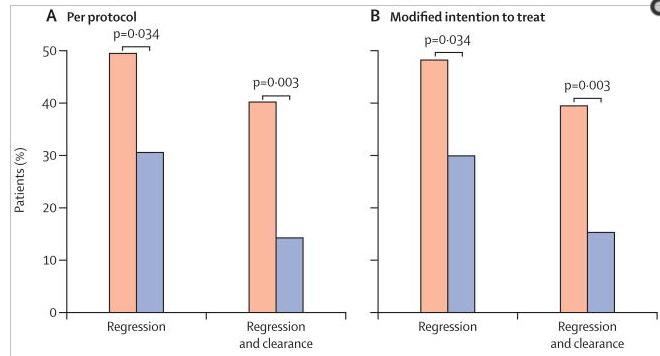 A Per protocol
B Modified intention to treat
p=0·034
p=0·003
p=0·034
p=0·003
Patients (%)
50
40
30
20
10
0
Regression
Regression
and clearance
Regression
Regression
and clearance